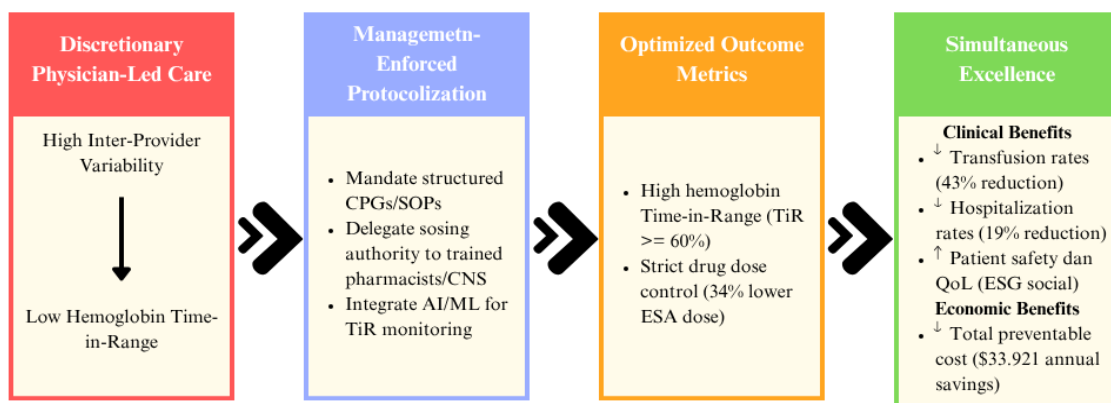 Discretionary
Physician-Led Care
High Inter-Provider
Variability
Low Hemoglobin Time-
in-Range
Managemetn-
Enforced
Protocolization
• Mandate structured
CPGs/SOPs
• Delegate sosing
authority to trained
pharmacists/CNS
• Integrate AI/ML for
TiR monitoring
Optimized Outcome
Metrics
• High hemoglobin
Time-in-Range (TiR
>= 60%)
• Strict drug dose
control (34% lower
ESA dose)
Simultaneous
Excellence
Clinical Benefits
• ↓ Transfusion rates
(43% reduction)
• ↓ Hospitalization
rates (19% reduction)
• ↑ Patient safety dan
QoL (ESG social)
Economic Benefits
• ↓ Total preventable
cost ($33.921 annual
savings)